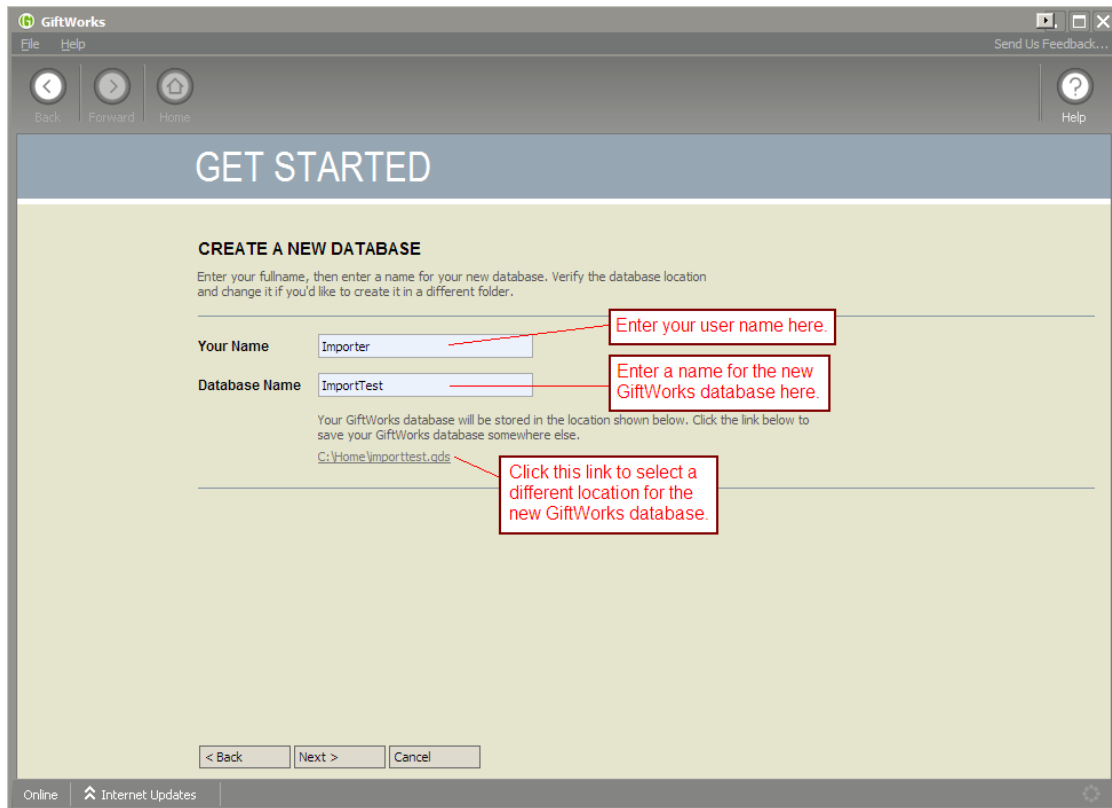 GiftWorks
File Help Send Us Feedback...
Back Forward Home Help
GET STARTED
CREATE A NEW DATABASE
Enter your fullname, then enter a name for your new database. Verify the database location
and change it if you'd like to create it in a different folder.
Your Name Importer
Enter your user name here.
Database Name ImportTest
Enter a name for the new
GiftWorks database here.
Your GiftWorks database will be stored in the location shown below. Click the link below to
save your GiftWorks database somewhere else.
C:\Home\importtest.gds
Click this link to select a
different location for the
new GiftWorks database.
< Back Next > Cancel
Online Internet Updates